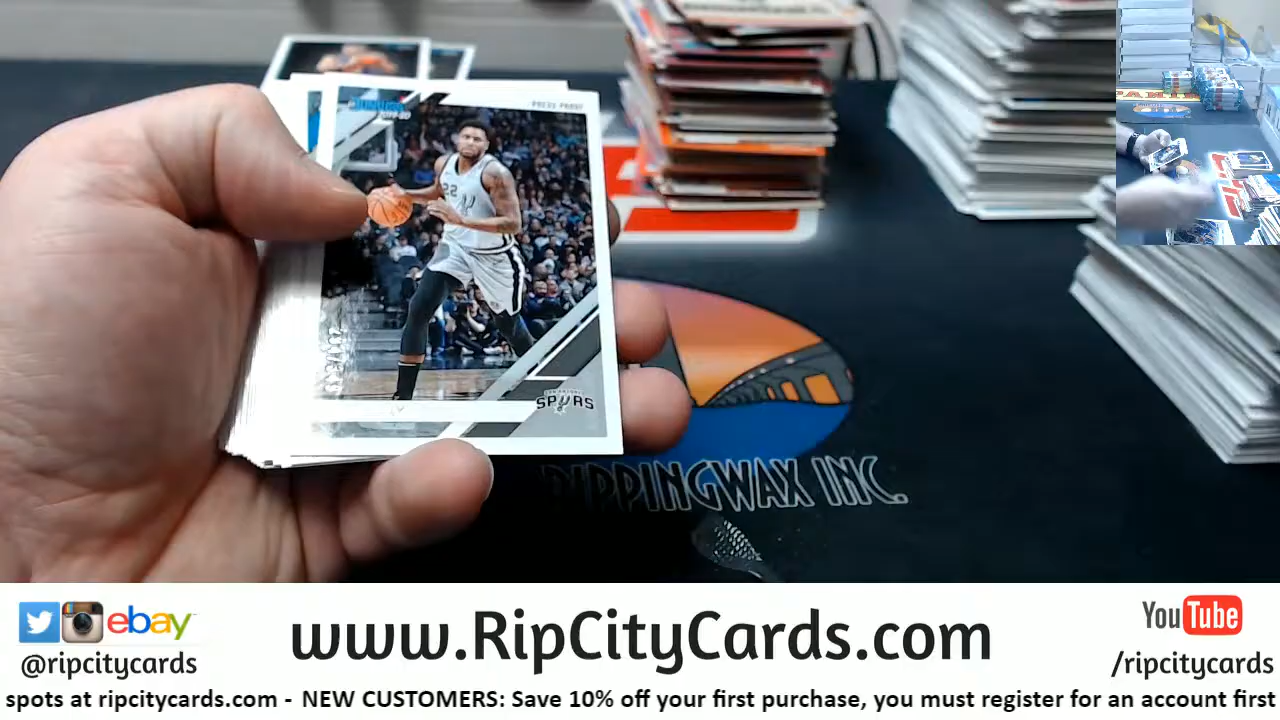 PRESS PROOF
22
SPURS
RIPPINGWAX INC.
ebay
www.RipCityCards.com
YouTube
@ripcitycards
/ripcitycards
spots at ripcitycards.com - NEW CUSTOMERS: Save 10% off your first purchase, you must register for an account first